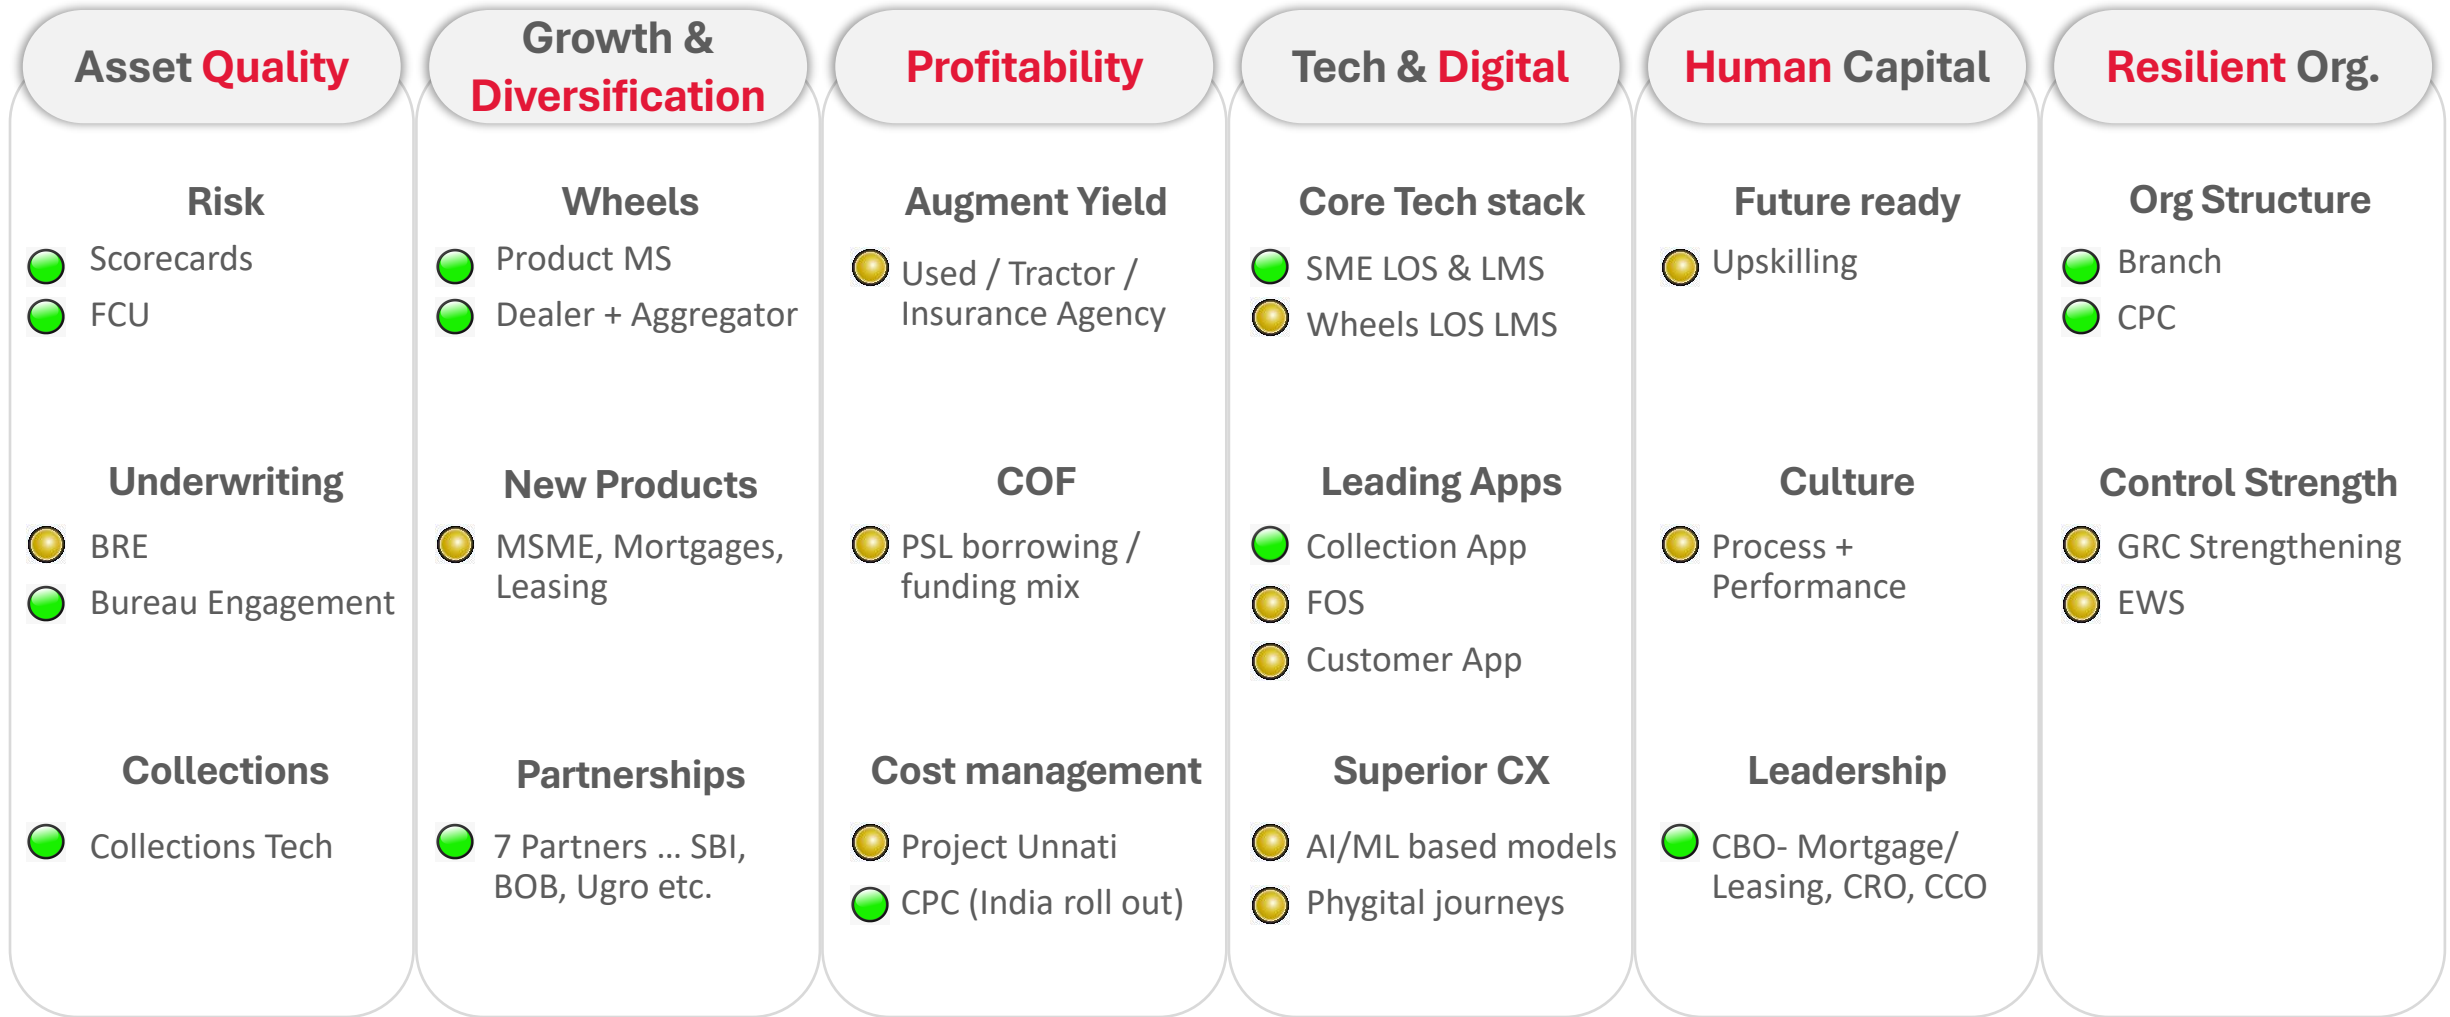 Asset Quality
Risk
Scorecards
FCU
Underwriting
BRE
Bureau Engagement
Collections
Collections Tech
Growth &
Diversification
Wheels
Product MS
Dealer + Aggregator
New Products
MSME, Mortgages,
Leasing
Partnerships
7 Partners ... SBI,
BOB, Ugro etc.
Profitability
Augment Yield
Used / Tractor /
Insurance Agency
COF
PSL borrowing /
funding mix
Cost management
Project Unnati
CPC (India roll out)
Tech & Digital
Core Tech stack
SME LOS & LMS
Wheels LOS LMS
Leading Apps
Collection App
FOS
Customer App
Superior CX
AI/ML based models
Phygital journeys
Human Capital
Future ready
Upskilling
Culture
Process +
Performance
Leadership
CBO- Mortgage/
Leasing, CRO, CCO
Resilient Org.
Org Structure
Branch
CPC
Control Strength
GRC Strengthening
EWS